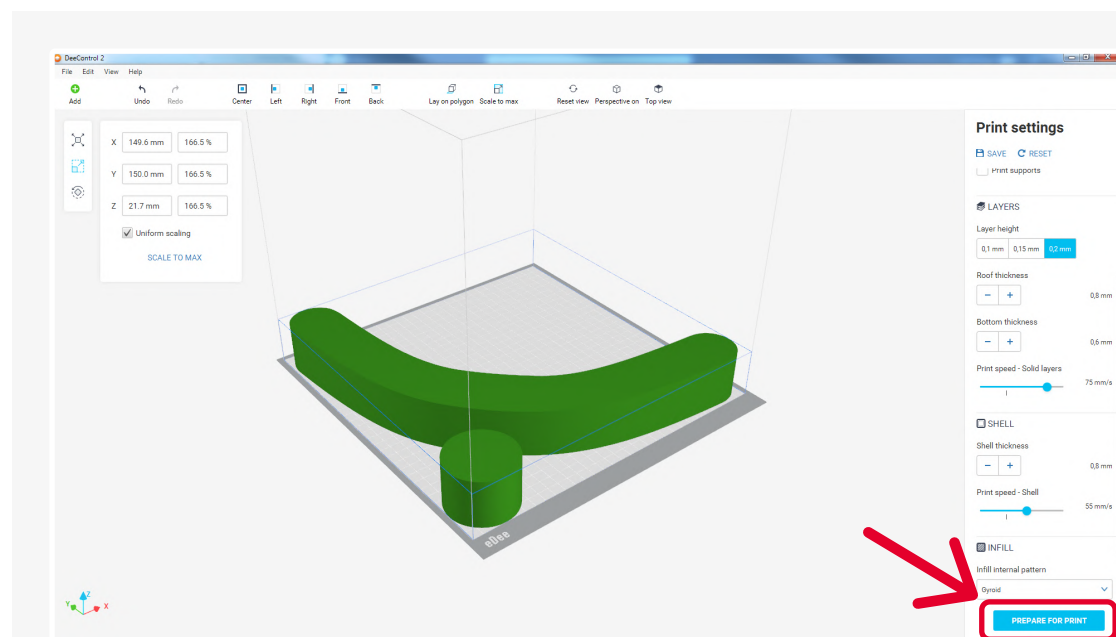 DeeControl 2
File Edit View Help
Add Undo Redo Center Left Right Front Back Lay on polygon Scale to max Reset view Perspective on Top view
Print settings
SAVE RESET
Print supports
X 149.6 mm 166.5 %
Y 150.0 mm 166.5 %
Z 21.7 mm 166.5 %
Uniform scaling
SCALE TO MAX
LAYERS
Layer height
0,1 mm 0,15 mm 0,2 mm
Roof thickness
- + 0,8 mm
Bottom thickness
- + 0,6 mm
Print speed - Solid layers
75 mm/s
SHELL
Shell thickness
- + 0,8 mm
Print speed - Shell
55 mm/s
INFILL
Infill internal pattern
Gyroid
PREPARE FOR PRINT
eDee
Z
Y X